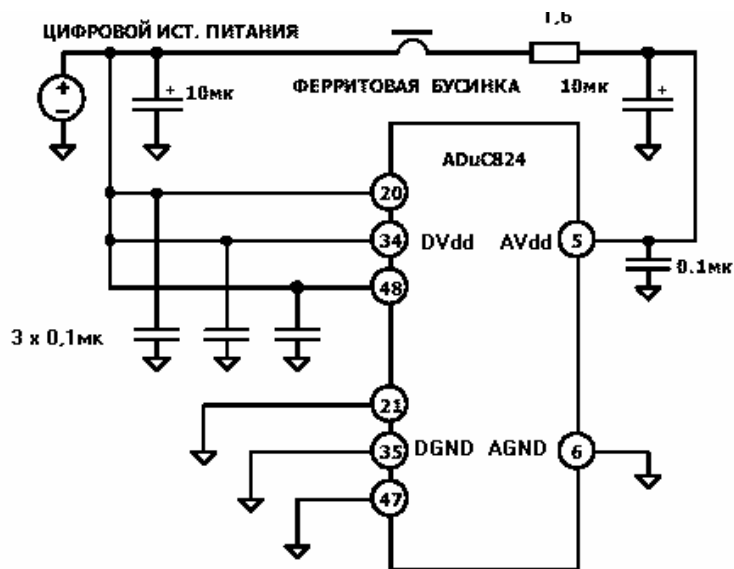 1,6
ЦИФРОВОЙ ИСТ. ПИТАНИЯ
+
−
+ 10мк
ФЕРРИТОВАЯ БУСИНКА
10мк +
ADuC824
20
34 DVdd AVdd 5
0.1мк
48
3 x 0,1мк
21
35 DGND AGND 6
47